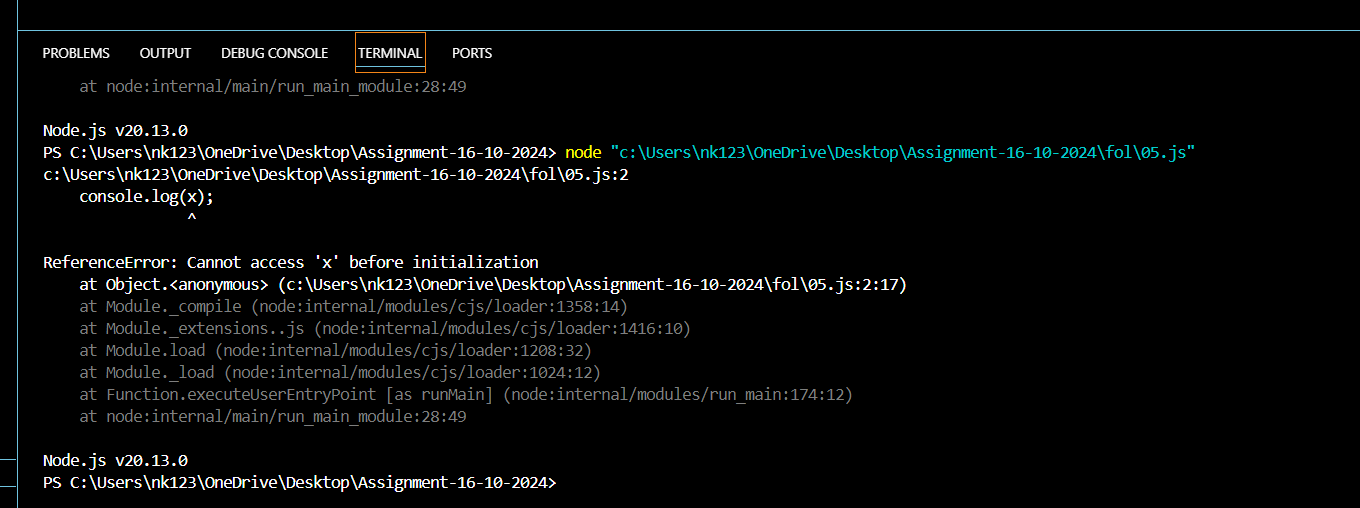 PROBLEMS OUTPUT DEBUG CONSOLE TERMINAL PORTS
at node:internal/main/run_main_module:28:49
Node.js v20.13.0
PS C:\Users\nk123\OneDrive\Desktop\Assignment-16-10-2024> node "c:\Users\nk123\OneDrive\Desktop\Assignment-16-10-2024\fol\05.js"
c:\Users\nk123\OneDrive\Desktop\Assignment-16-10-2024\fol\05.js:2
console.log(x);
^
ReferenceError: Cannot access 'x' before initialization
at Object.<anonymous> (c:\Users\nk123\OneDrive\Desktop\Assignment-16-10-2024\fol\05.js:2:17)
at Module._compile (node:internal/modules/cjs/loader:1358:14)
at Module._extensions..js (node:internal/modules/cjs/loader:1416:10)
at Module.load (node:internal/modules/cjs/loader:1208:32)
at Module._load (node:internal/modules/cjs/loader:1024:12)
at Function.executeUserEntryPoint [as runMain] (node:internal/modules/run_main:174:12)
at node:internal/main/run_main_module:28:49
Node.js v20.13.0
PS C:\Users\nk123\OneDrive\Desktop\Assignment-16-10-2024>